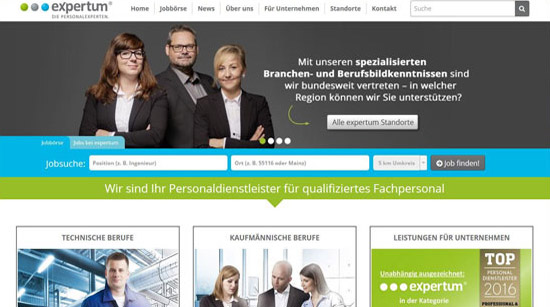 expertum®
DIE PERSONALEXPERTEN.
Home
Jobbörse
News
Über uns
Für Unternehmen
Standorte
Kontakt
Suche
Mit unseren spezialisierten
Branchen- und Berufsbildkenntnissen sind
wir bundesweit vertreten – in welcher
Region können wir Sie unterstützen?
Alle expertum Standorte
Jobbörse
Jobs bei expertum
Jobsuche:
Position (z. B. Ingenieur)
Ort (z. B. 55116 oder Mainz)
5 km Umkreis
Job finden!
Wir sind Ihr Personaldienstleister für qualifiziertes Fachpersonal
TECHNISCHE BERUFE
KAUFMÄNNISCHE BERUFE
LEISTUNGEN FÜR UNTERNEHMEN
Unabhängig ausgezeichnet:
expertum®
in der Kategorie
TOP
PERSONAL
DIENSTLEISTER
2016
PROFESSIONAL &